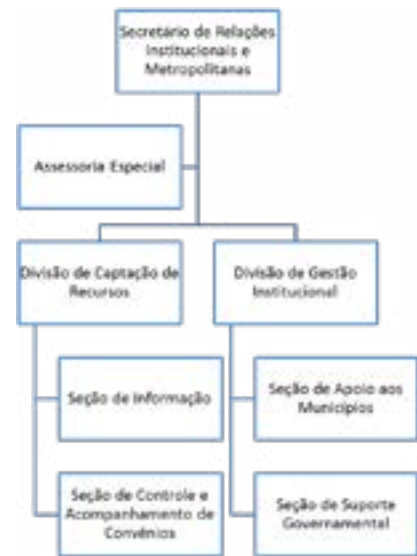 Secretário de Relações
Institucionais e
Metropolitanas
Assessoria Especial
Divisão de Captação de
Recursos
Divisão de Gestão
Institucional
Seção de Informação
Seção de Apoio aos
Municípios
Seção de Controle e
Acompanhamento de
Convênios
Seção de Suporte
Governamental